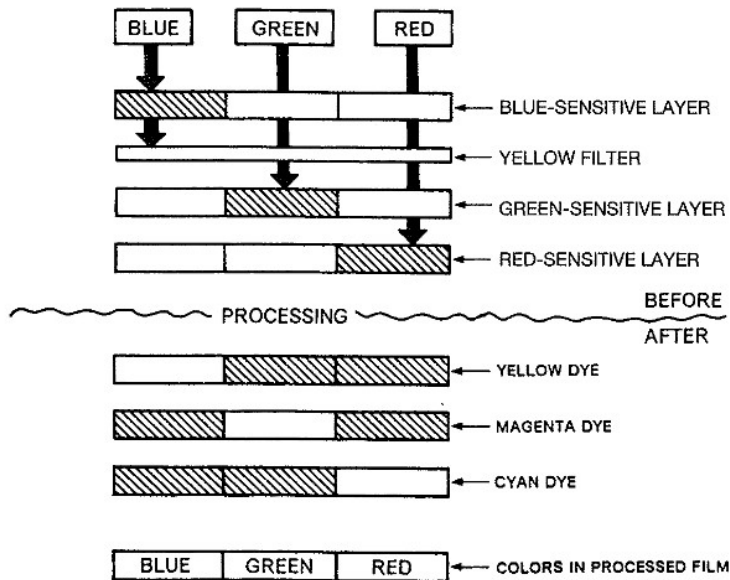 BLUE GREEN RED
BLUE-SENSITIVE LAYER
YELLOW FILTER
GREEN-SENSITIVE LAYER
RED-SENSITIVE LAYER
PROCESSING
BEFORE
AFTER
YELLOW DYE
MAGENTA DYE
CYAN DYE
BLUE GREEN RED
COLORS IN PROCESSED FILM